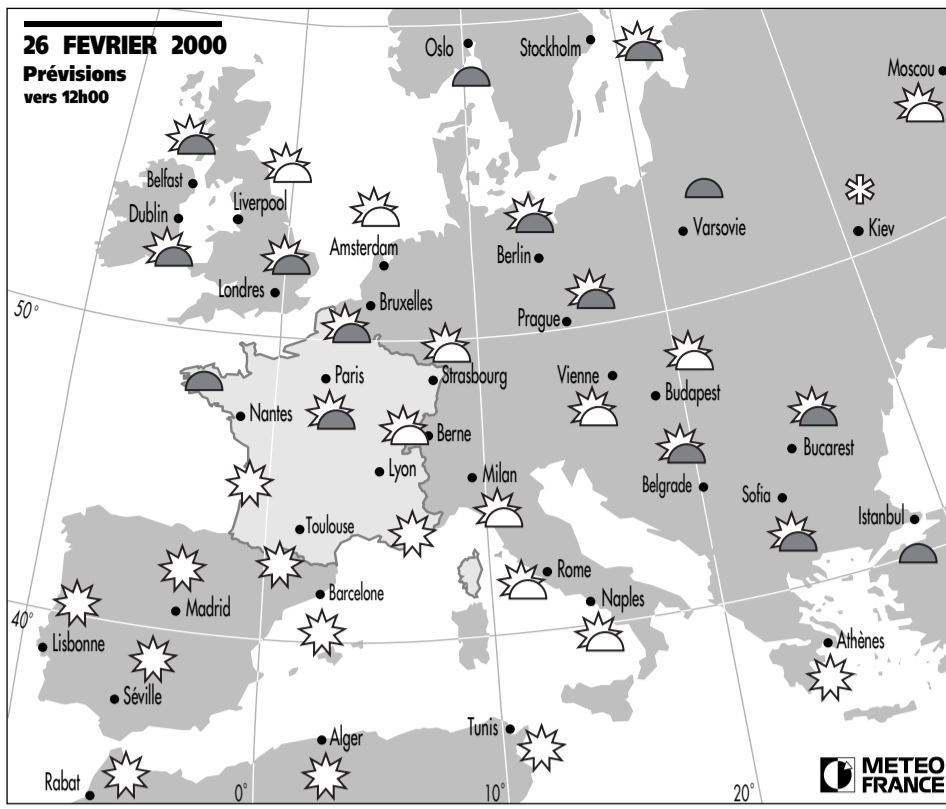 26 FEVRIER 2000
Prévisions
vers 12h00
Oslo
Stockholm
Moscou
Belfast
Liverpool
Dublin
Varsovie
Kiev
Amsterdam
Berlin
Londres
Bruxelles
50°
Prague
Paris
Strasbourg
Vienne
Budapest
Nantes
Berne
Bucarest
Lyon
Milan
Belgrade
Sofia
Istanbul
Toulouse
Rome
Barcelone
Naples
Madrid
40°
Lisbonne
Athènes
Séville
Tunis
Alger
Rabat
0°
10°
20°
METEO
FRANCE